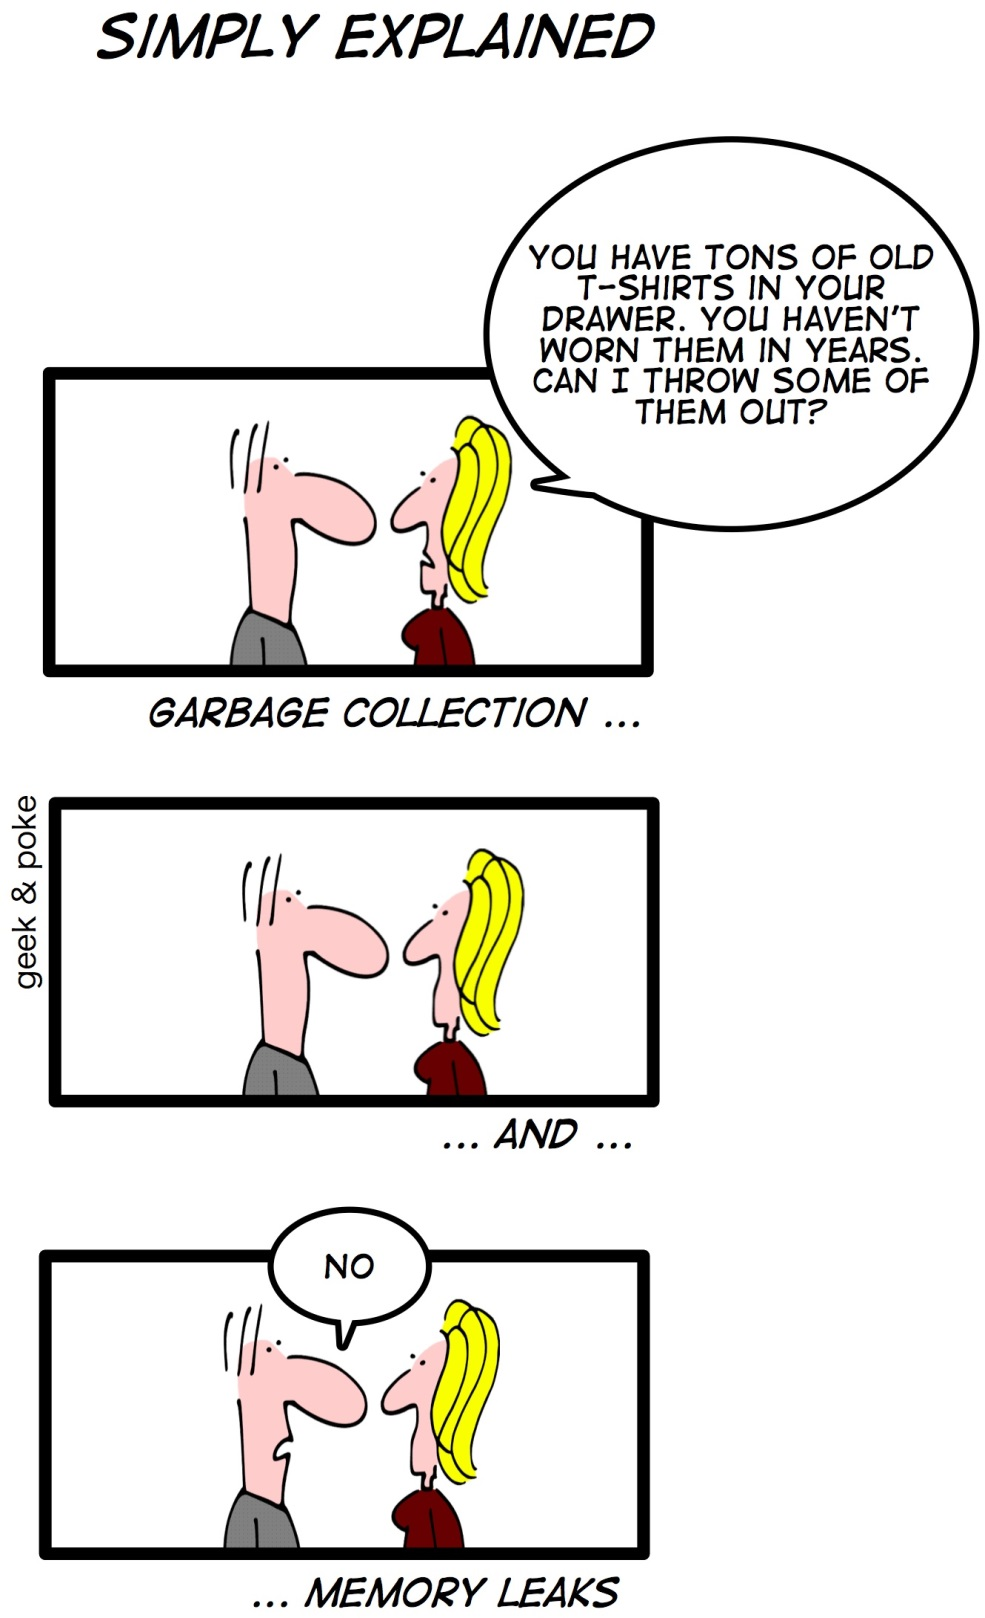 SIMPLY EXPLAINED
YOU HAVE TONS OF OLD
T-SHIRTS IN YOUR
DRAWER. YOU HAVEN'T
WORN THEM IN YEARS.
CAN I THROW SOME OF
THEM OUT?
GARBAGE COLLECTION ...
geek & poke
... AND ...
NO
... MEMORY LEAKS